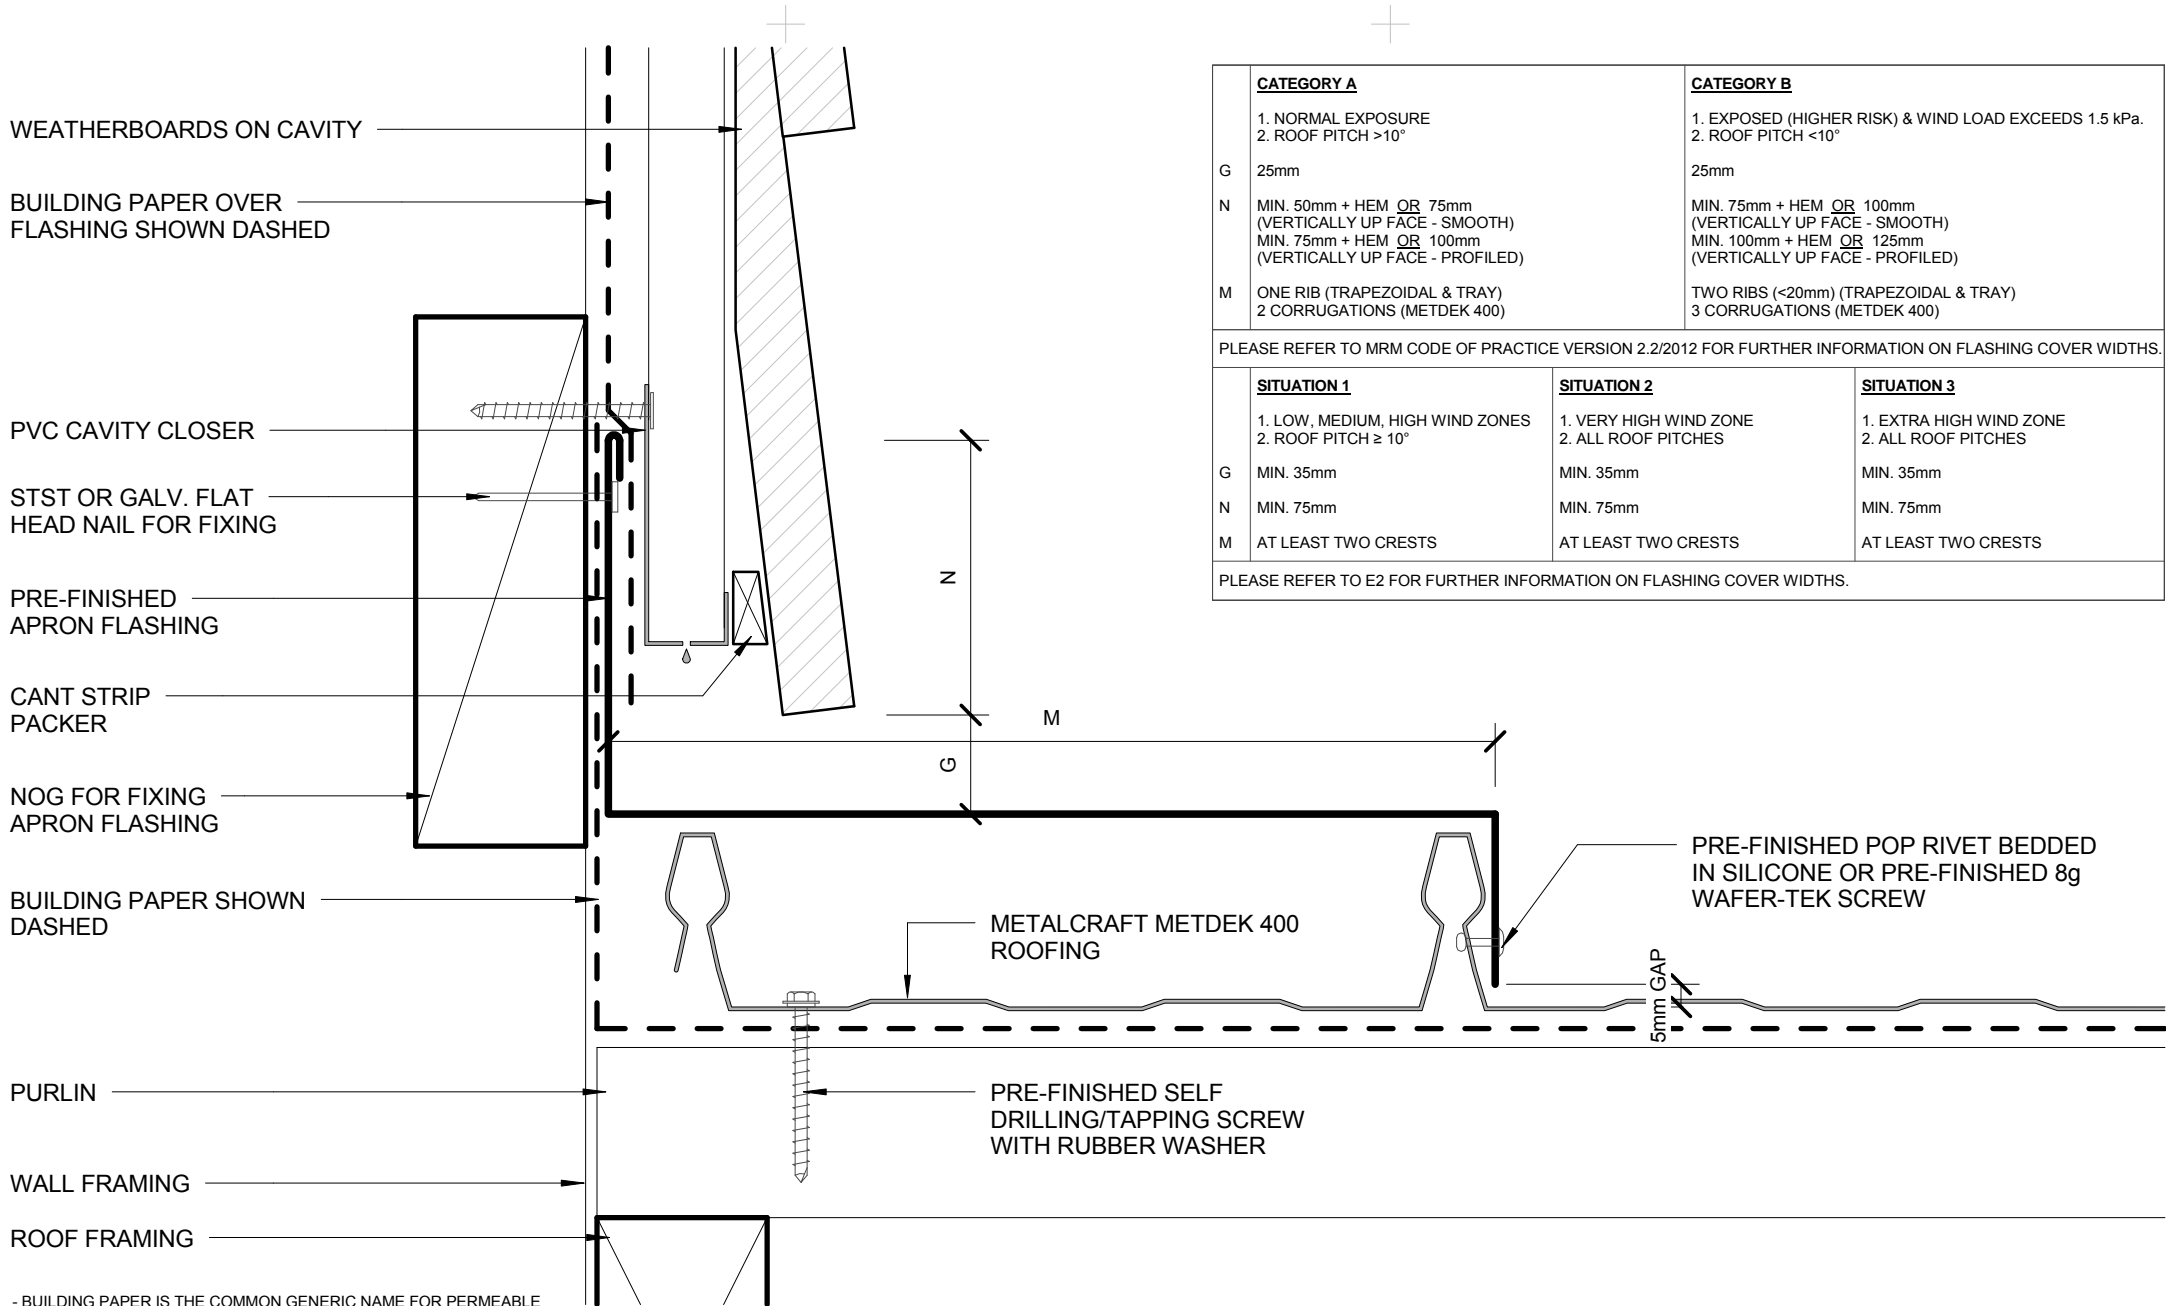 WEATHERBOARDS ON CAVITY
BUILDING PAPER OVER
FLASHING SHOWN DASHED
PVC CAVITY CLOSER
STST OR GALV. FLAT
HEAD NAIL FOR FIXING
PRE-FINISHED
APRON FLASHING
CANT STRIP
PACKER
NOG FOR FIXING
APRON FLASHING
BUILDING PAPER SHOWN
DASHED
PURLIN
WALL FRAMING
ROOF FRAMING
- BUILDING PAPER IS THE COMMON GENERIC NAME FOR PERMEABLE
N
M
G
METALCRAFT METDEK 400
ROOFING
PRE-FINISHED SELF
DRILLING/TAPPING SCREW
WITH RUBBER WASHER
PRE-FINISHED POP RIVET BEDDED
IN SILICONE OR PRE-FINISHED 8g
WAFER-TEK SCREW
5mm GAP
CATEGORY A
1. NORMAL EXPOSURE
2. ROOF PITCH >10°
CATEGORY B
1. EXPOSED (HIGHER RISK) & WIND LOAD EXCEEDS 1.5 kPa.
2. ROOF PITCH <10°
G 25mm 25mm
N MIN. 50mm + HEM OR 75mm
(VERTICALLY UP FACE - SMOOTH)
MIN. 75mm + HEM OR 100mm
(VERTICALLY UP FACE - PROFILED)
MIN. 75mm + HEM OR 100mm
(VERTICALLY UP FACE - SMOOTH)
MIN. 100mm + HEM OR 125mm
(VERTICALLY UP FACE - PROFILED)
M ONE RIB (TRAPEZOIDAL & TRAY)
2 CORRUGATIONS (METDEK 400)
TWO RIBS (<20mm) (TRAPEZOIDAL & TRAY)
3 CORRUGATIONS (METDEK 400)
PLEASE REFER TO MRM CODE OF PRACTICE VERSION 2.2/2012 FOR FURTHER INFORMATION ON FLASHING COVER WIDTHS.
SITUATION 1
1. LOW, MEDIUM, HIGH WIND ZONES
2. ROOF PITCH ≥ 10°
SITUATION 2
1. VERY HIGH WIND ZONE
2. ALL ROOF PITCHES
SITUATION 3
1. EXTRA HIGH WIND ZONE
2. ALL ROOF PITCHES
G MIN. 35mm MIN. 35mm MIN. 35mm
N MIN. 75mm MIN. 75mm MIN. 75mm
M AT LEAST TWO CRESTS AT LEAST TWO CRESTS AT LEAST TWO CRESTS
PLEASE REFER TO E2 FOR FURTHER INFORMATION ON FLASHING COVER WIDTHS.